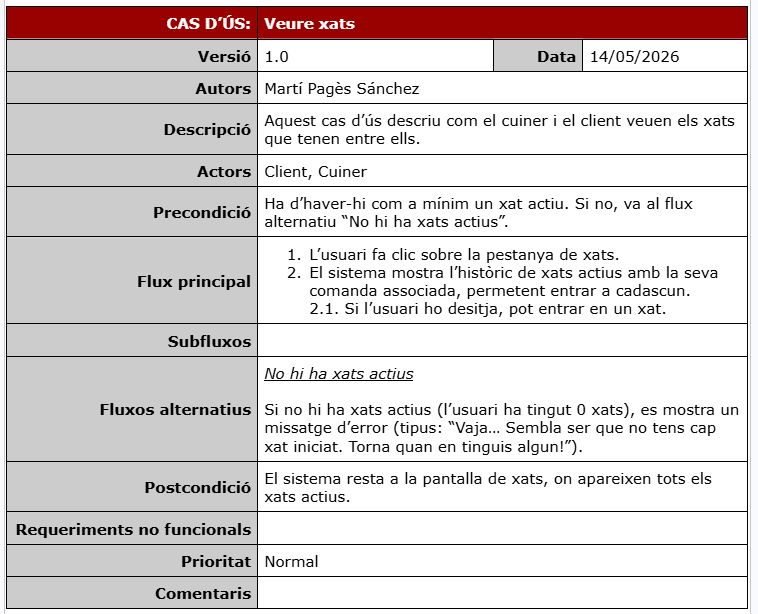 CAS D’ÚS: Veure xats
Versió 1.0 Data 14/05/2026
Autors Martí Pagès Sánchez
Descripció Aquest cas d’ús descriu com el cuiner i el client veuen els xats
que tenen entre ells.
Actors Client, Cuiner
Precondició Ha d’haver-hi com a mínim un xat actiu. Si no, va al flux
alternatiu “No hi ha xats actius”.
Flux principal 1. L’usuari fa clic sobre la pestanya de xats.
2. El sistema mostra l’històric de xats actius amb la seva
comanda associada, permetent entrar a cadascun.
2.1. Si l’usuari ho desitja, pot entrar en un xat.
Subfluxos
Fluxos alternatius No hi ha xats actius
Si no hi ha xats actius (l’usuari ha tingut 0 xats), es mostra un
missatge d’error (tipus: “Vaja… Sembla ser que no tens cap
xat iniciat. Torna quan en tinguis algun!”).
Postcondició El sistema resta a la pantalla de xats, on apareixen tots els
xats actius.
Requeriments no funcionals
Prioritat Normal
Comentaris